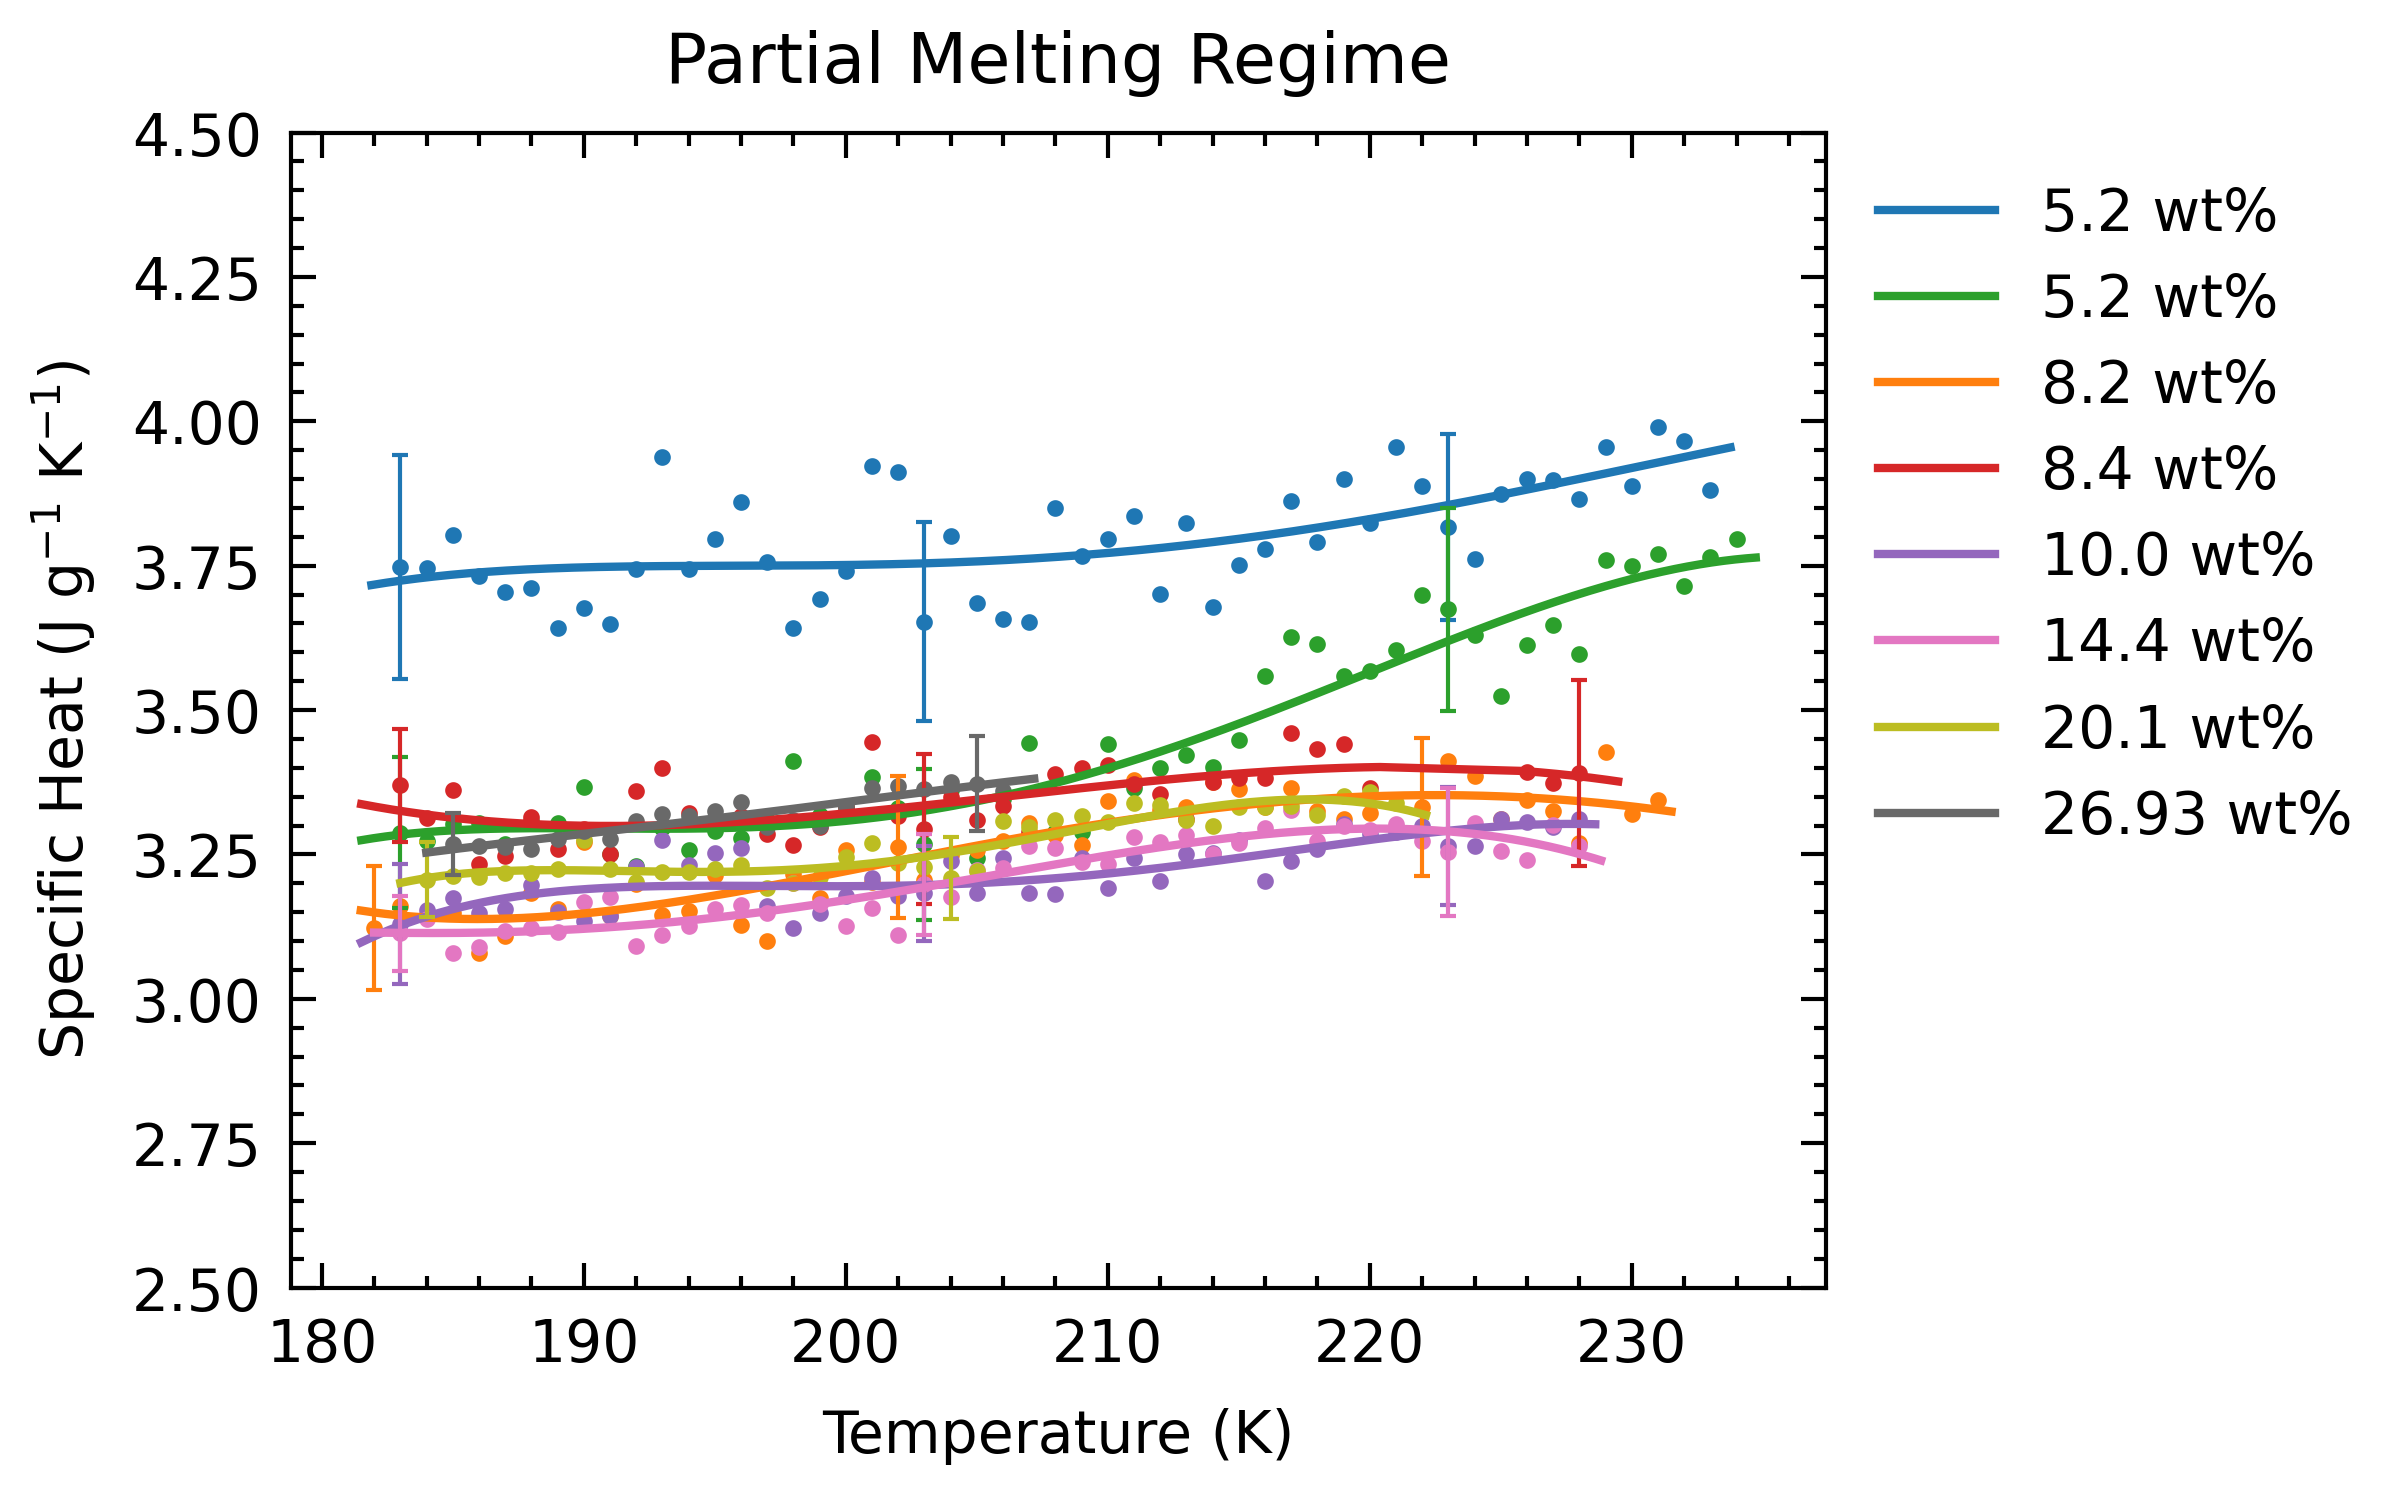 Partial Melting Regime
4.50
4.25
4.00
3.75
3.50
3.25
3.00
2.75
2.50
Specific Heat (J g⁻¹ K⁻¹)
180 190 200 210 220 230
Temperature (K)
5.2 wt%
5.2 wt%
8.2 wt%
8.4 wt%
10.0 wt%
14.4 wt%
20.1 wt%
26.93 wt%